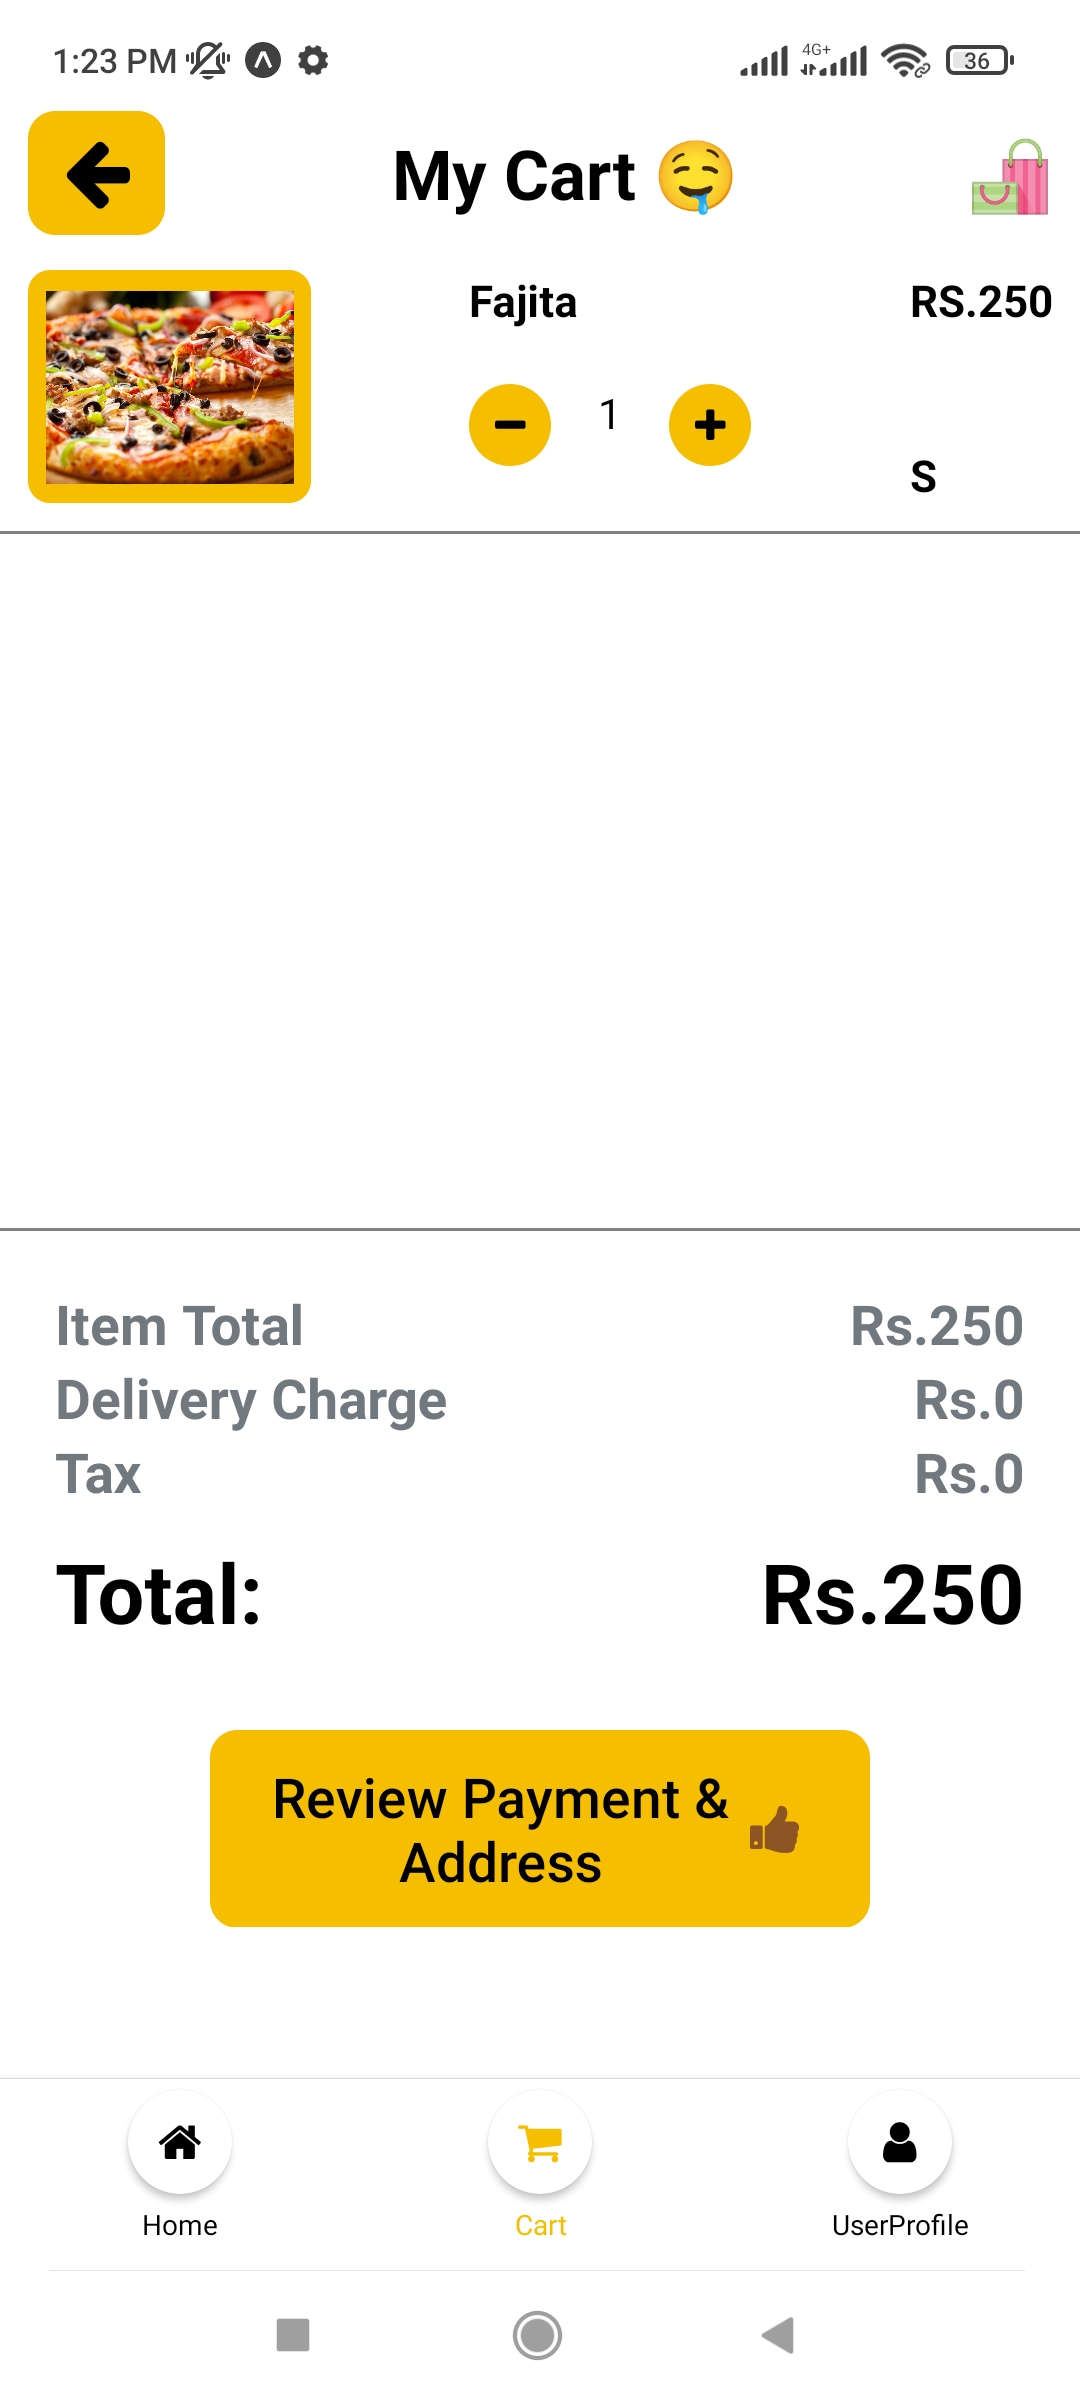 1:23 PM 4G+ 36
My Cart 🤤 🛍️
Fajita RS.250
1
S
Item Total Rs.250
Delivery Charge Rs.0
Tax Rs.0
Total: Rs.250
Review Payment &
Address
Home Cart UserProfile